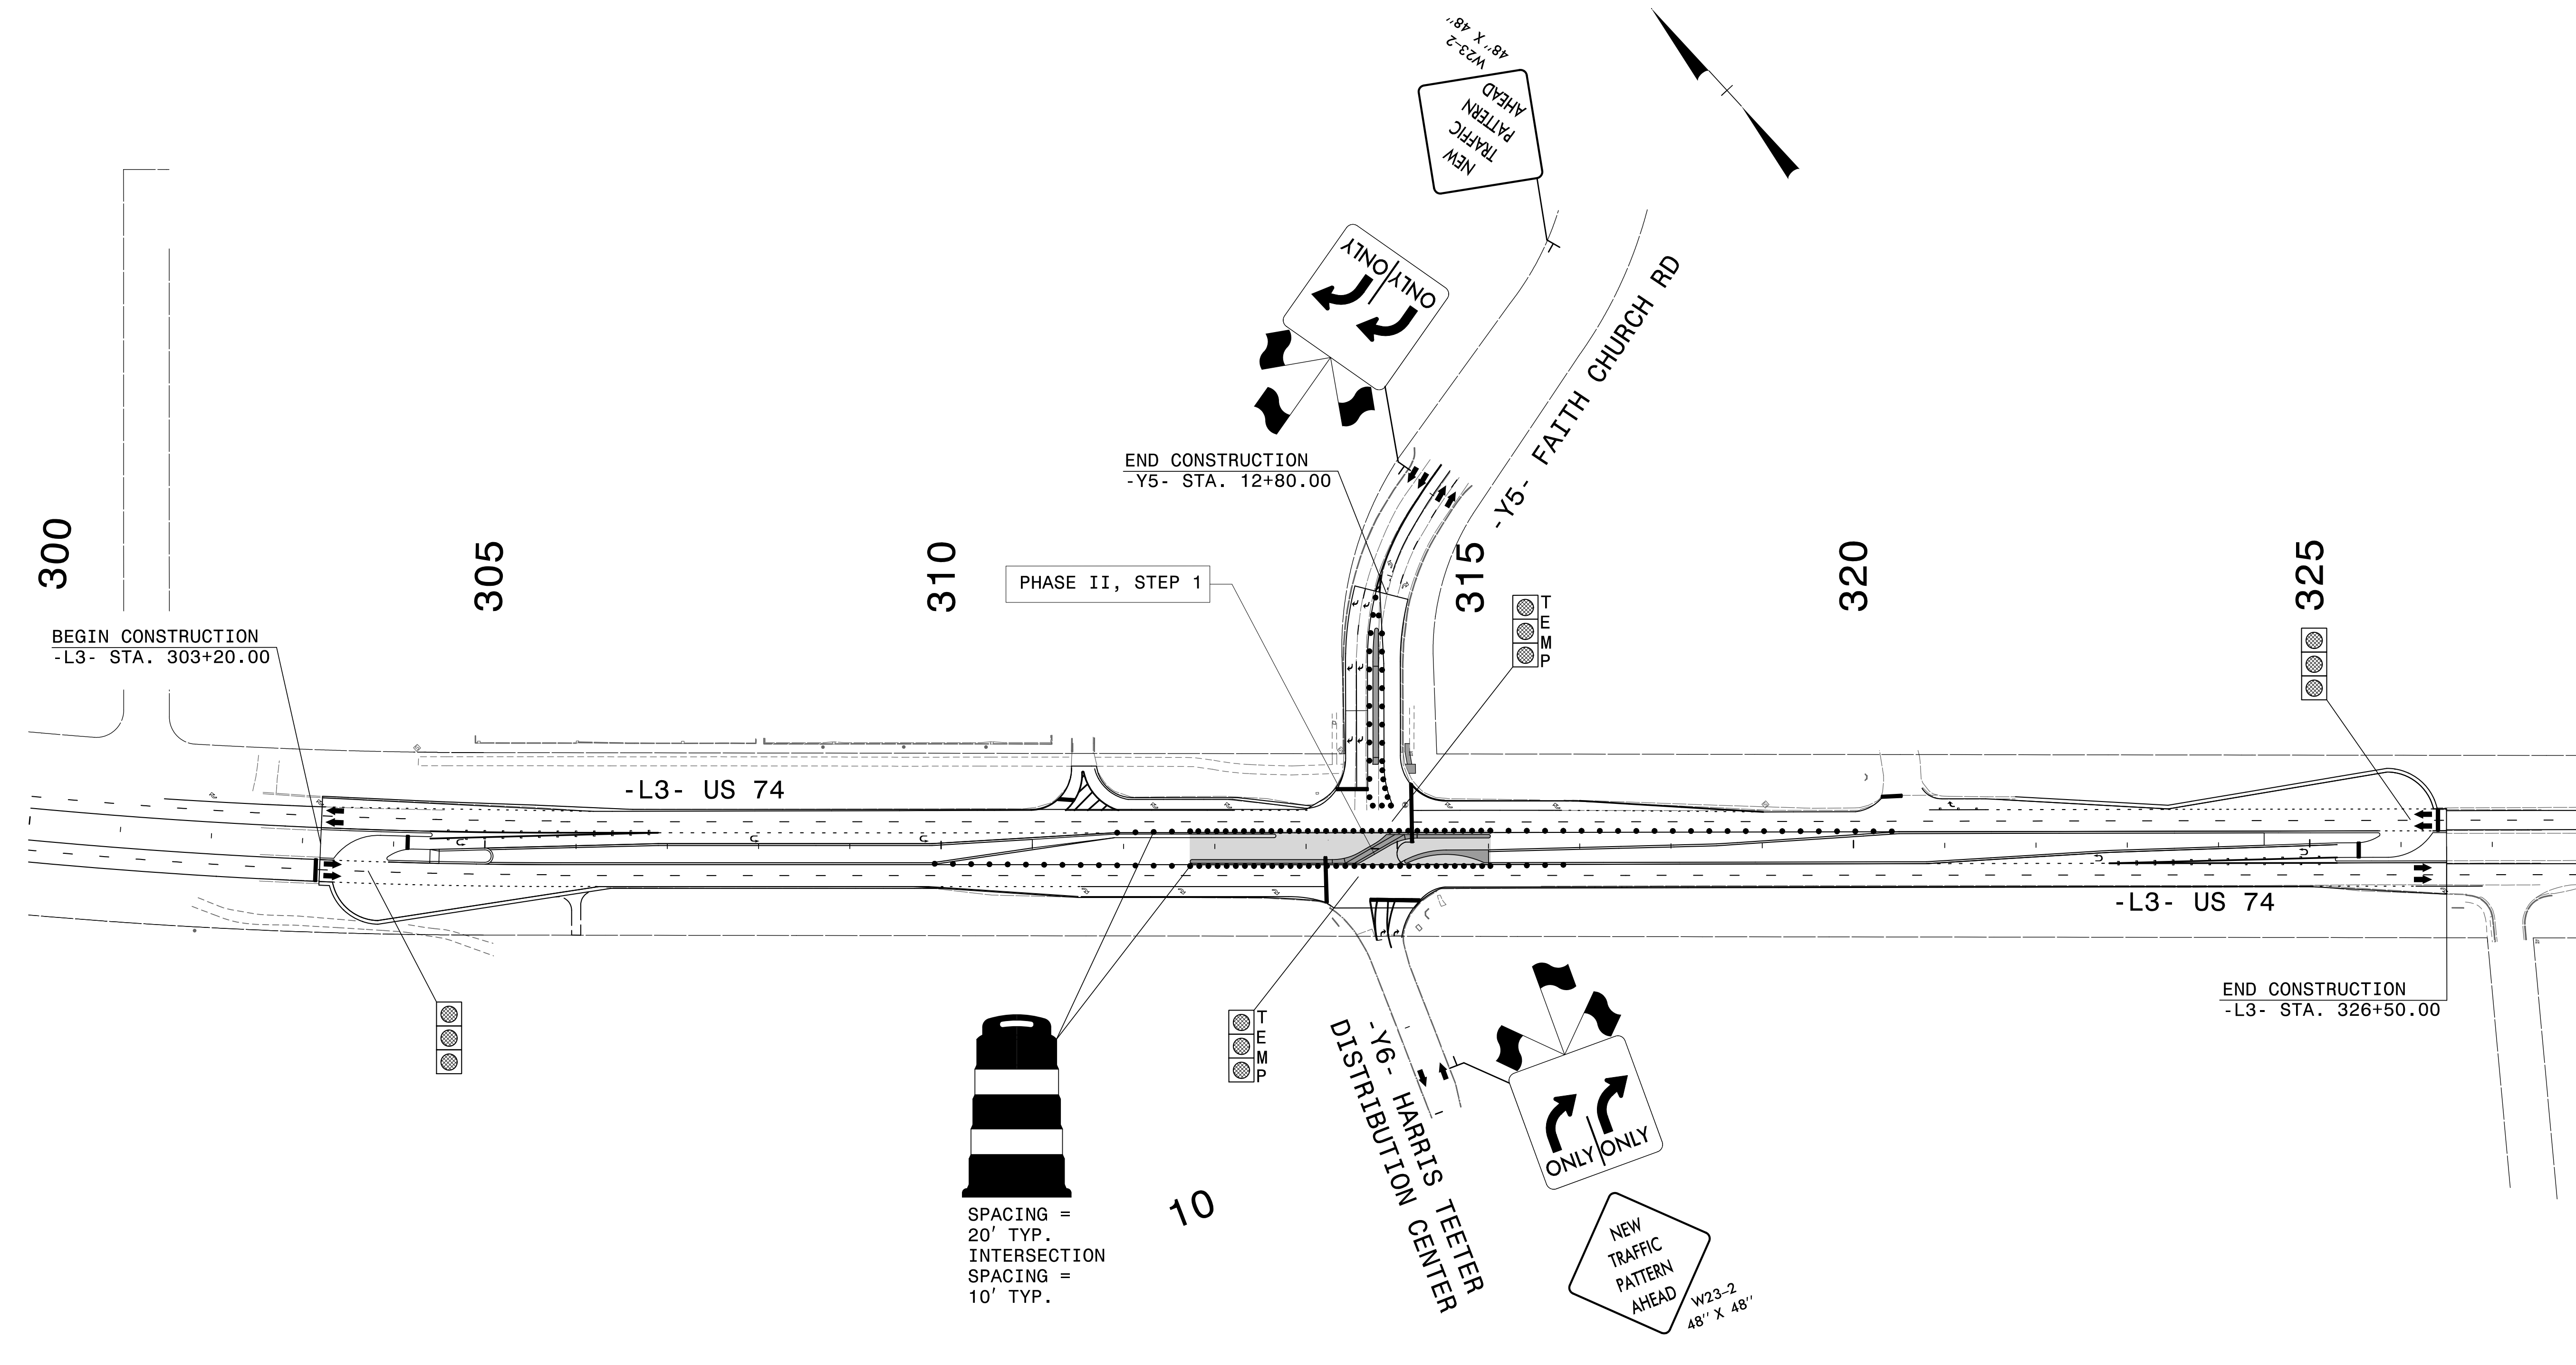 W23-2
48'' X 48''
NEW
TRAFFIC
PATTERN
AHEAD
ONLY ONLY
-Y5- FAITH CHURCH RD
END CONSTRUCTION
-Y5- STA. 12+80.00
300
305
310
315
320
325
PHASE II, STEP 1
TEMP
BEGIN CONSTRUCTION
-L3- STA. 303+20.00
-L3- US 74
-L3- US 74
END CONSTRUCTION
-L3- STA. 326+50.00
TEMP
-Y6- HARRIS TEETER
DISTRIBUTION CENTER
ONLY ONLY
SPACING =
20' TYP.
INTERSECTION
SPACING =
10' TYP.
10
NEW
TRAFFIC
PATTERN
AHEAD
W23-2
48'' X 48''